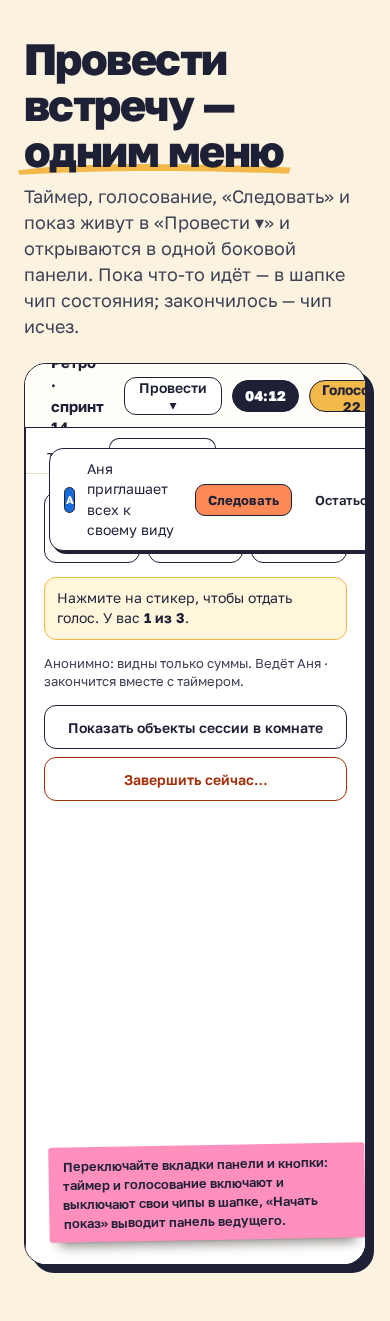 Провести
встречу —
одним меню
Таймер, голосование, «Следовать» и
показ живут в «Провести ▾» и
открываются в одной боковой
панели. Пока что-то идёт — в шапке
чип состояния; закончилось — чип
исчез.
Ретро
·
спринт
14
Провести
▾
04:12
22
Аня
приглашает
всех к
своему виду
А
Следовать
Нажмите на стикер, чтобы отдать
голос. У вас 1 из 3.
Анонимно: видны только суммы. Ведёт Аня ·
закончится вместе с таймером.
Показать объекты сессии в комнате
Завершить сейчас...
Переключайте вкладки панели и кнопки:
таймер и голосование включают и
выключают свои чипы в шапке, «Начать
показ» выводит панель ведущего.